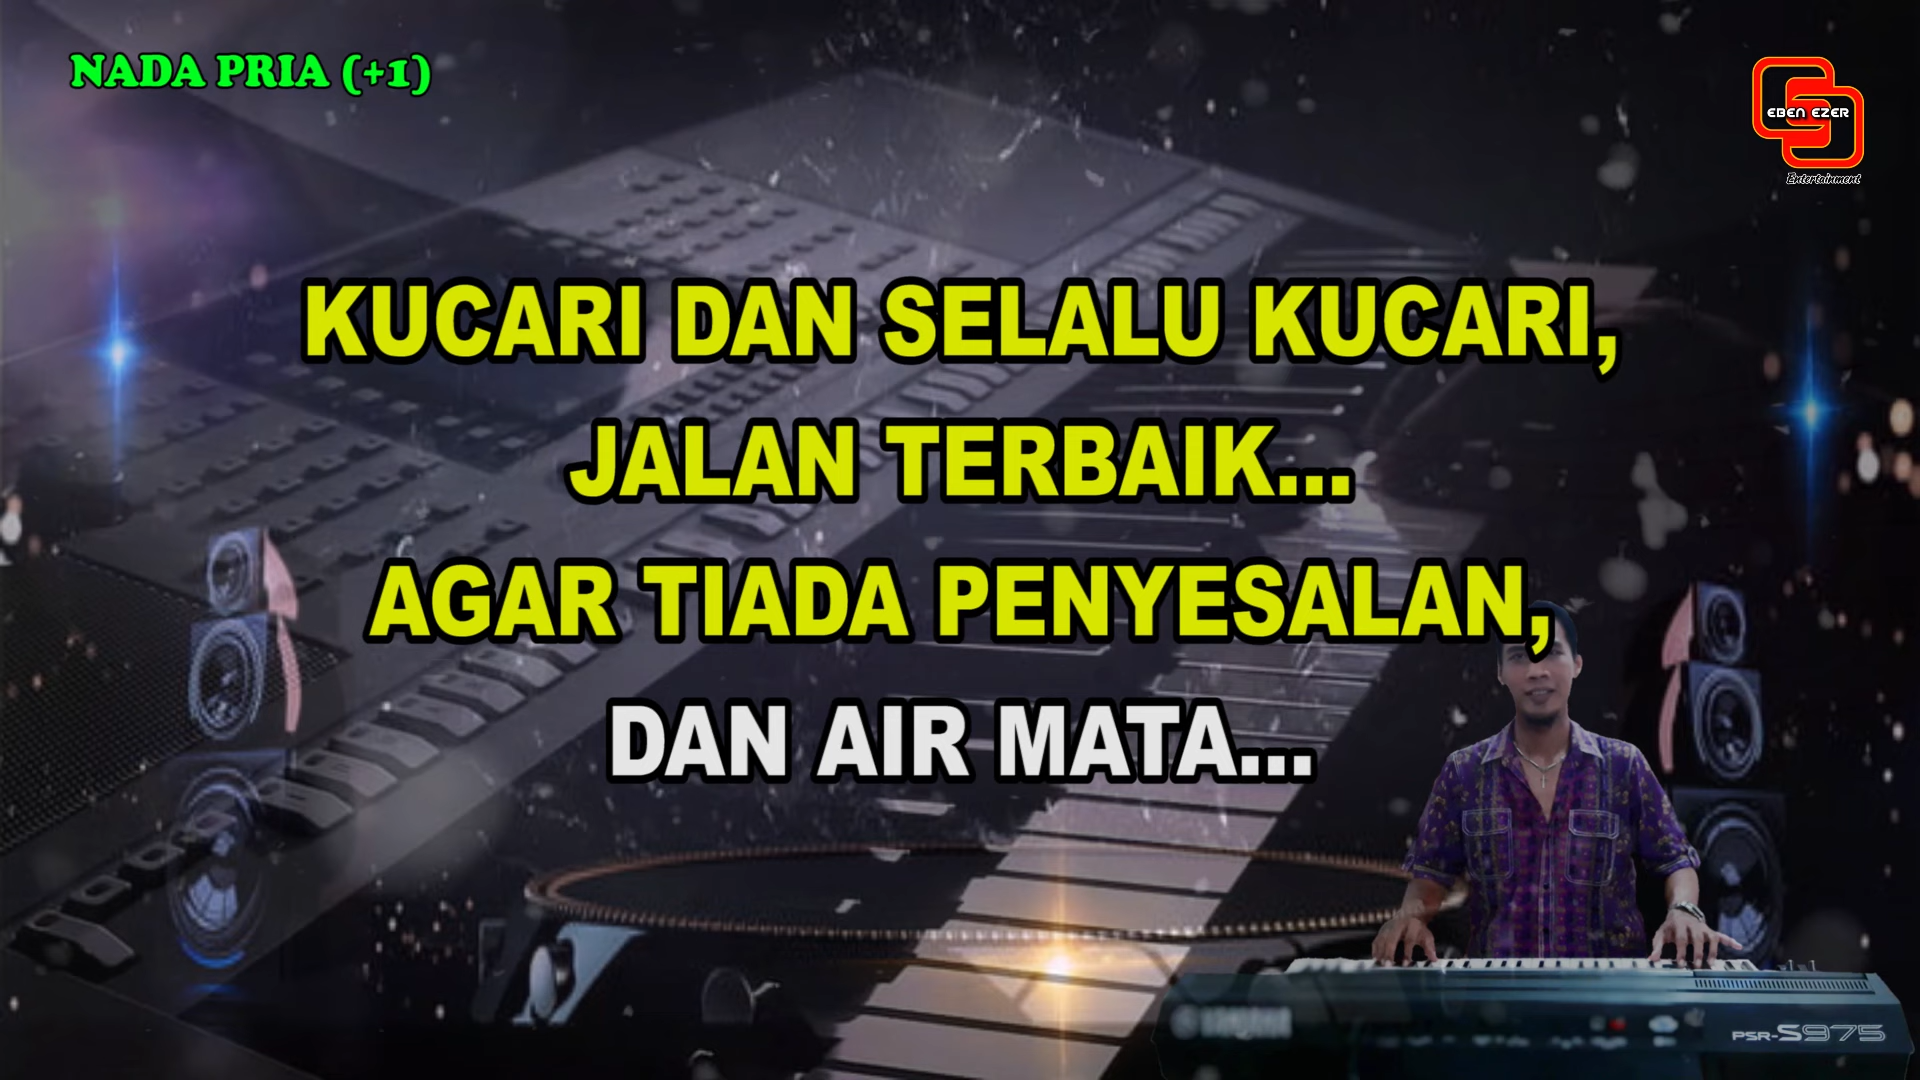 NADA PRIA (+1)
EBEN EZER
Entertainment
KUCARI DAN SELALU KUCARI,
JALAN TERBAIK...
AGAR TIADA PENYESALAN,
DAN AIR MATA...
PSR-S975